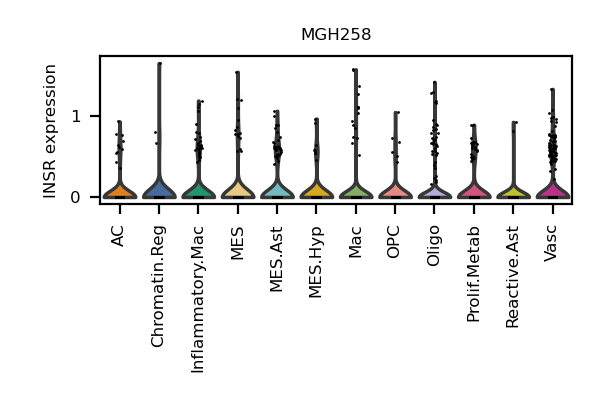 MGH258
INSR expression
1
0
AC
Chromatin.Reg
Inflammatory.Mac
MES
MES.Ast
MES.Hyp
Mac
OPC
Oligo
Prolif.Metab
Reactive.Ast
Vasc